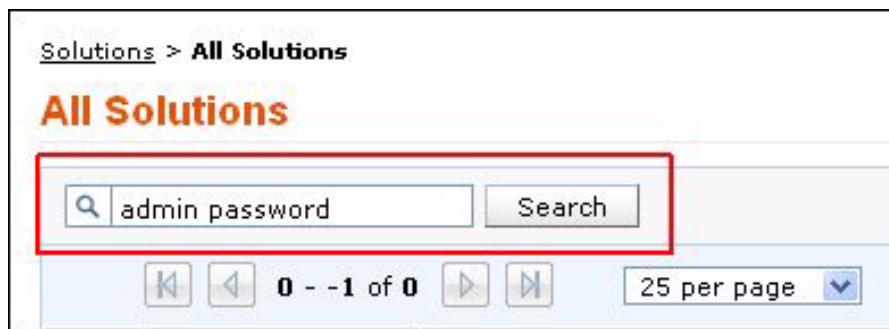 Solutions > All Solutions
All Solutions
admin password Search
0 - -1 of 0 25 per page